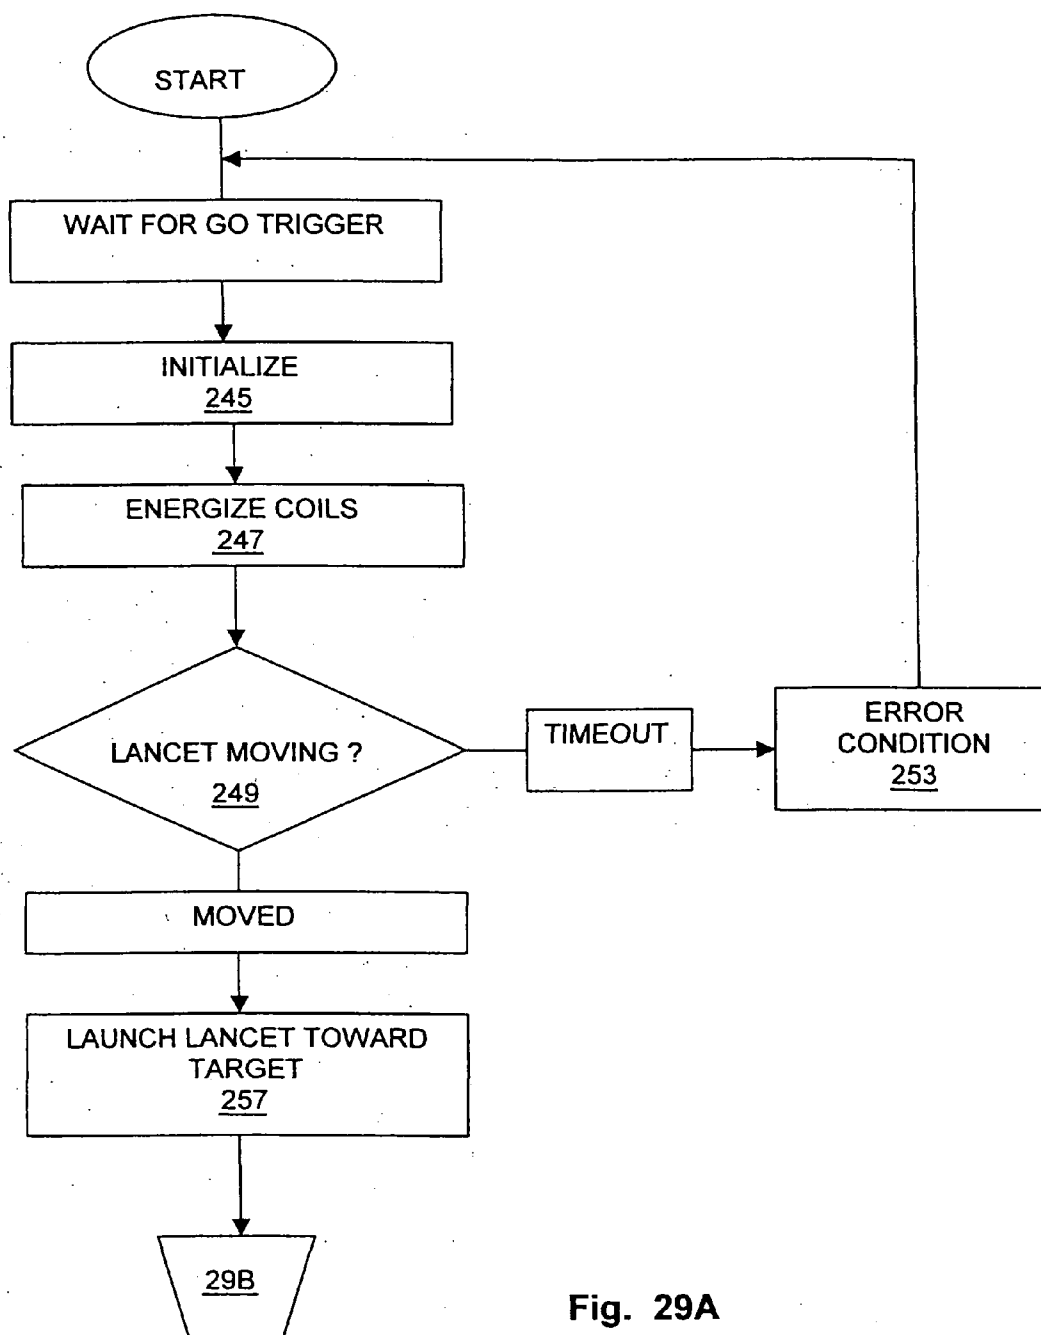 START
WAIT FOR GO TRIGGER
INITIALIZE
245
ENERGIZE COILS
247
LANCET MOVING ?
249
TIMEOUT
ERROR
CONDITION
253
MOVED
LAUNCH LANCET TOWARD
TARGET
257
29B
Fig. 29A